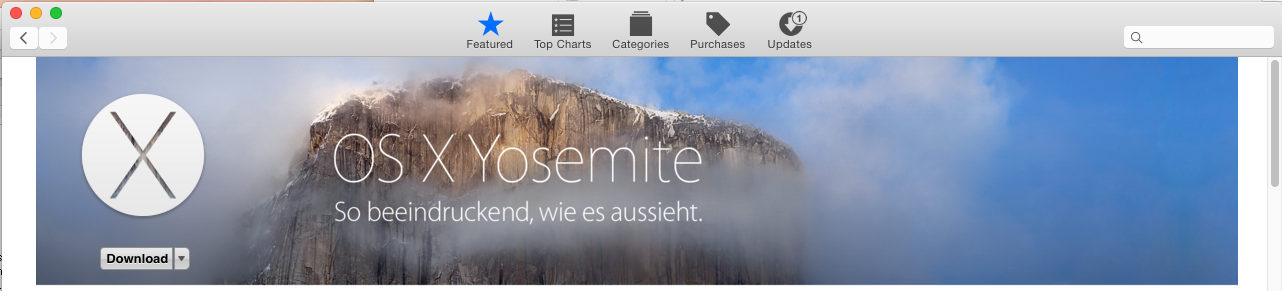 1
Featured
Top Charts
Categories
Purchases
Updates
X
OS X Yosemite
So beeindruckend, wie es aussieht.
Download